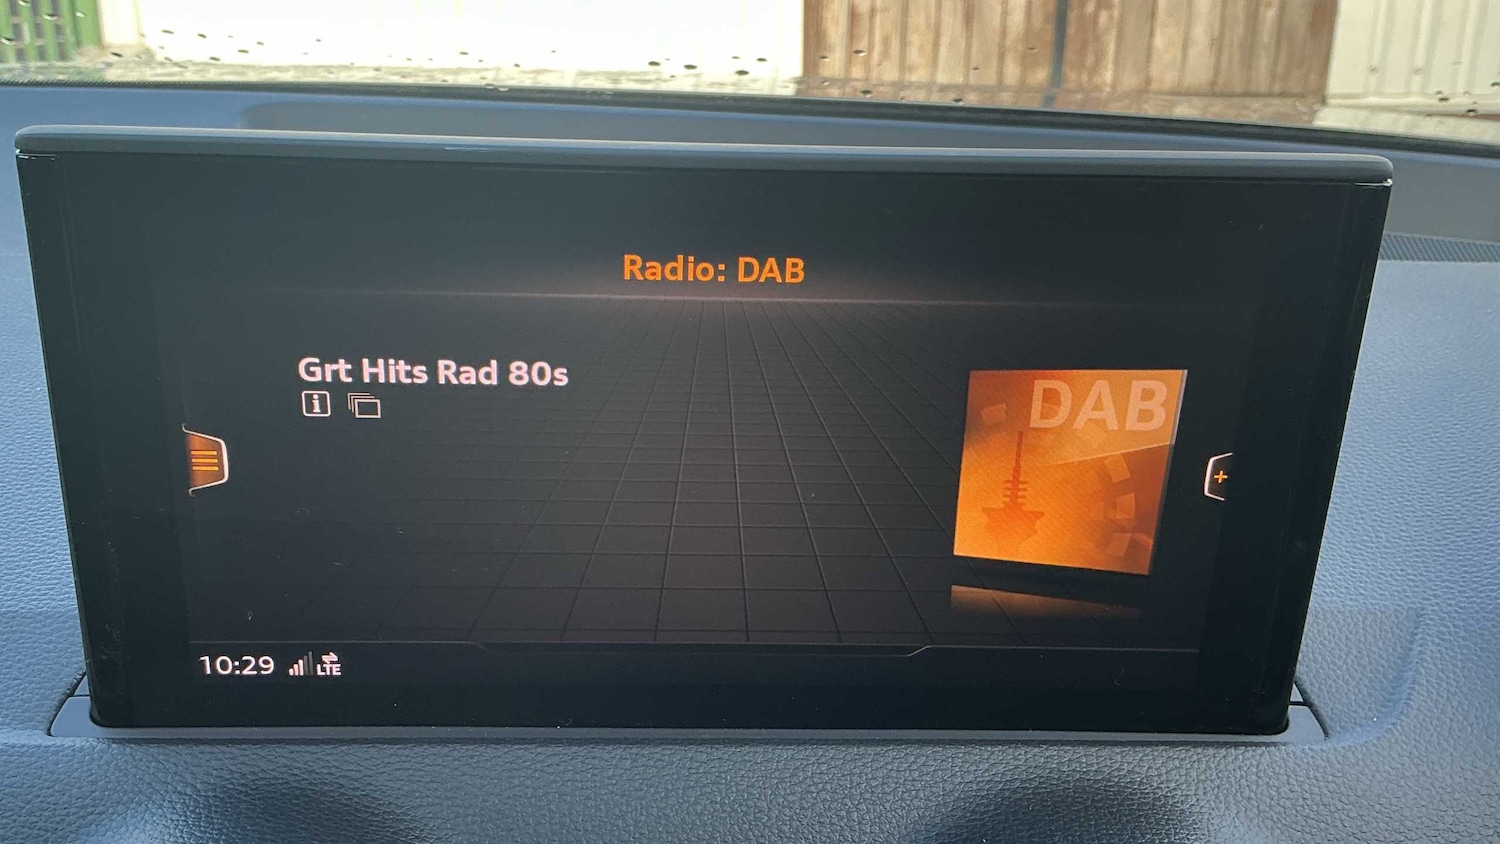 Radio: DAB
Grt Hits Rad 80s
DAB
10:29 LTE